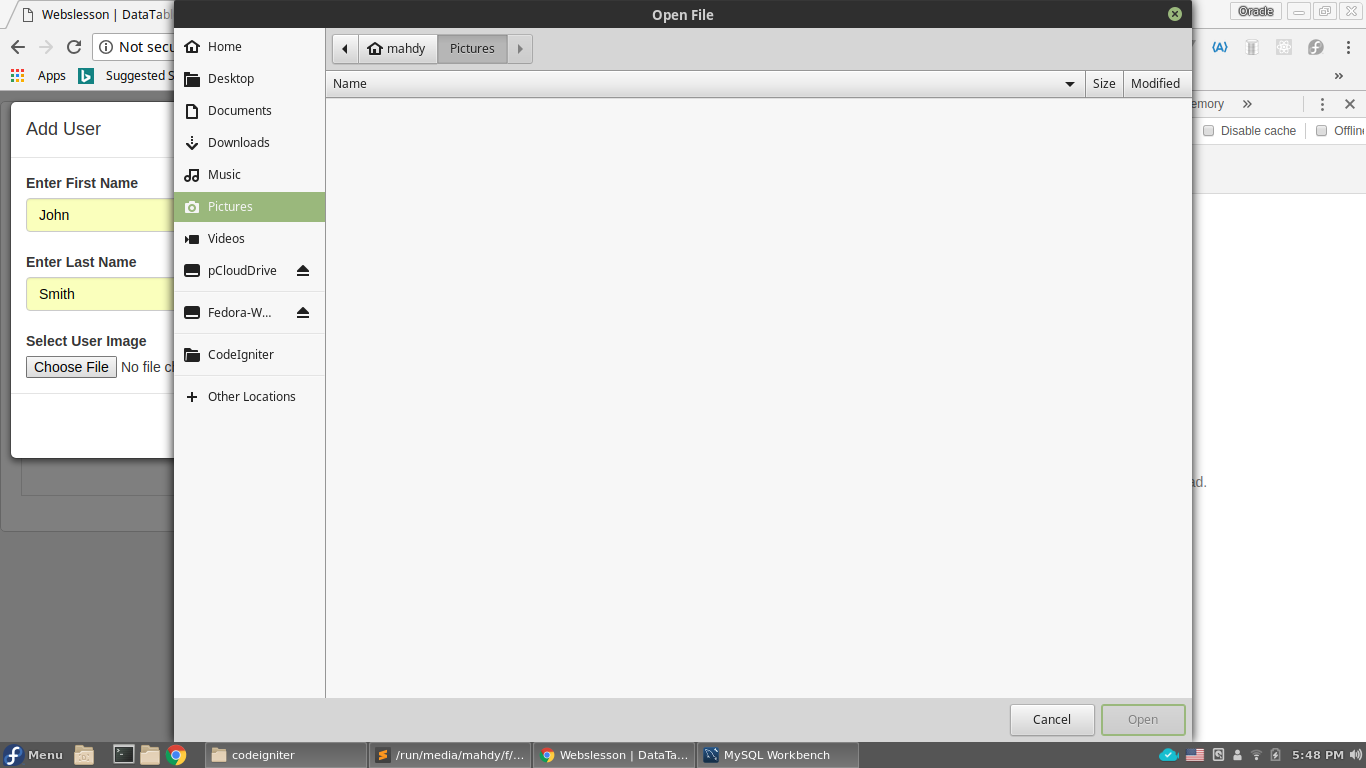 Webslesson | DataTab
Open File
Oracle
Not secu
Apps
Suggested S
Home
Desktop
Documents
Downloads
Music
Pictures
Videos
pCloudDrive
Fedora-W...
CodeIgniter
Other Locations
mahdy
Pictures
Name
Size
Modified
Cancel
Open
Add User
Enter First Name
John
Enter Last Name
Smith
Select User Image
Choose File No file ch
emory
Disable cache
Offlin
ad.
Menu
codeigniter
/run/media/mahdy/f/...
Webslesson | DataTa...
MySQL Workbench
5:48 PM